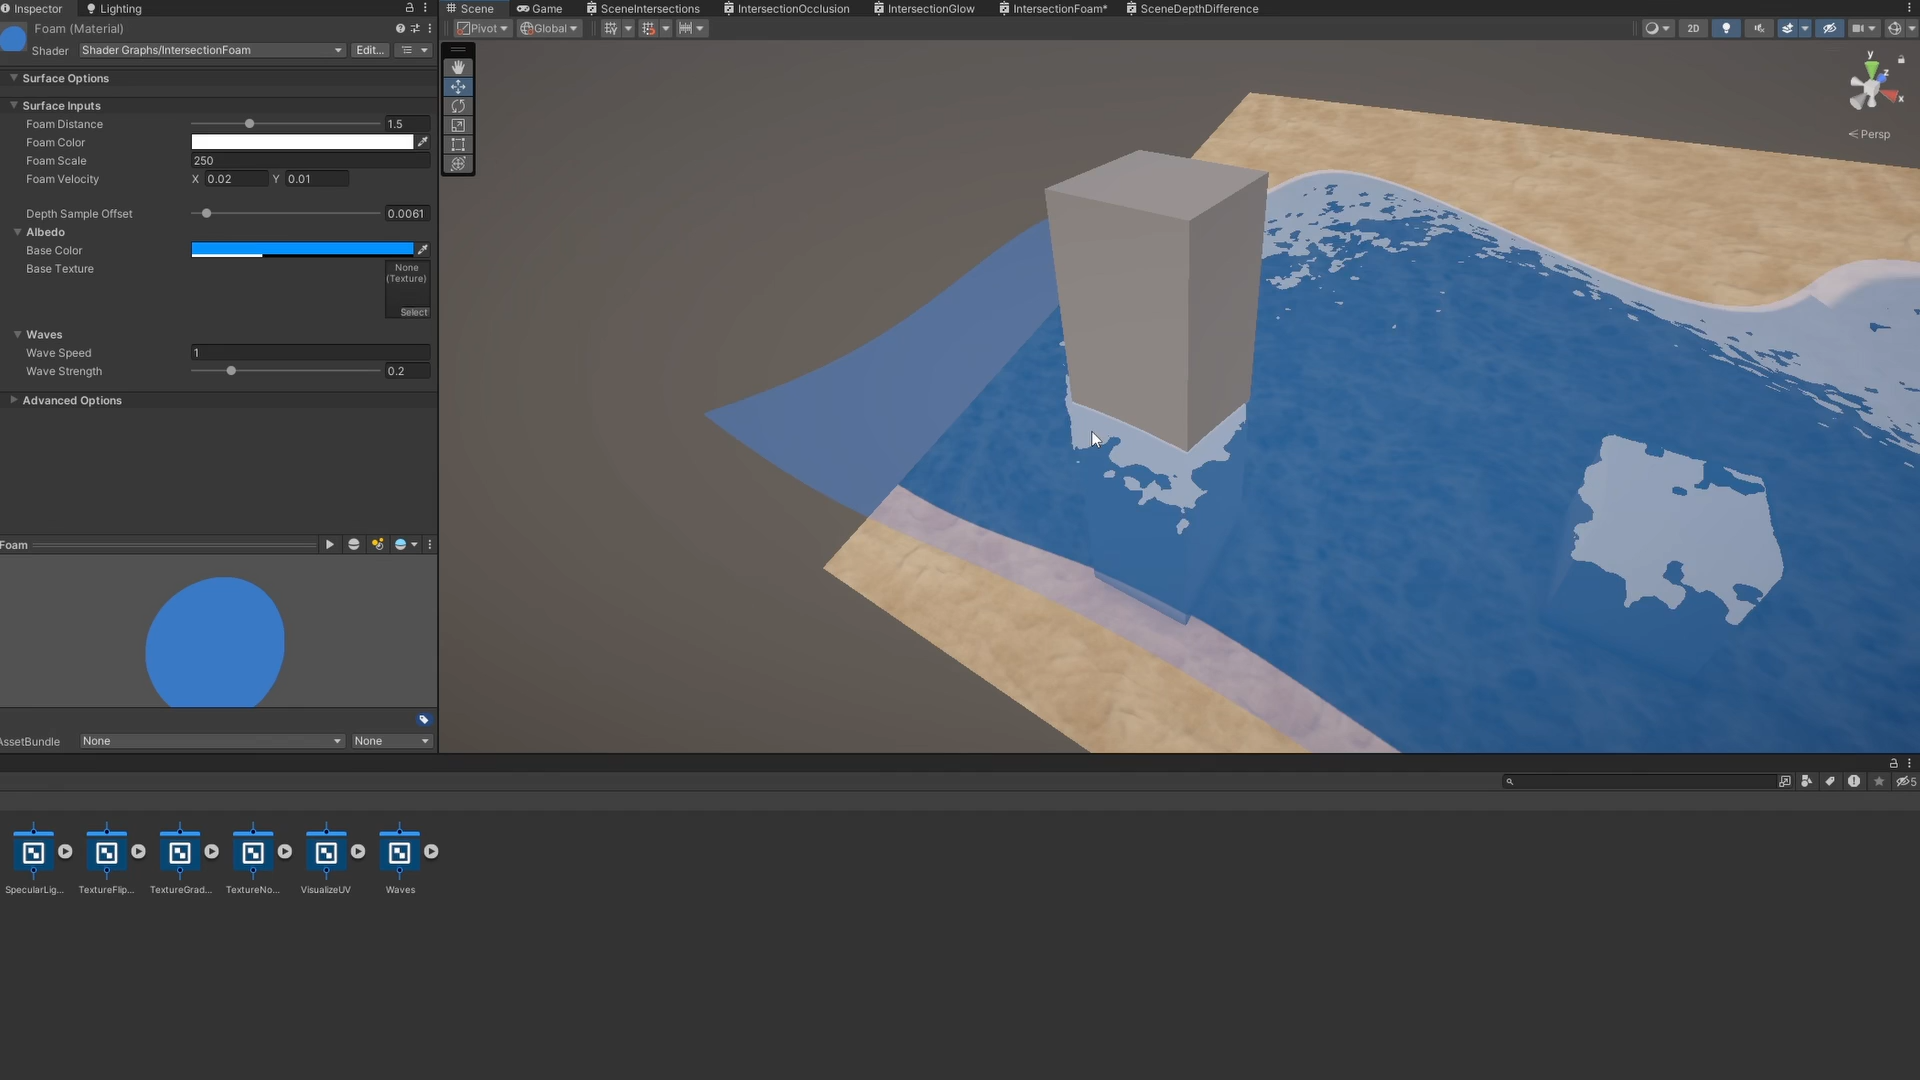 Inspector
Lighting
Foam (Material)
Shader
Shader Graphs/IntersectionFoam
Edit...
Surface Options
Surface Inputs
Foam Distance
1.5
Foam Color
Foam Scale
250
Foam Velocity
X 0.02
Y 0.01
Depth Sample Offset
0.0061
Albedo
Base Color
Base Texture
None
(Texture)
Select
Waves
Wave Speed
1
Wave Strength
0.2
Advanced Options
Foam
AssetBundle
None
None
Scene
Game
SceneIntersections
IntersectionOcclusion
IntersectionGlow
IntersectionFoam*
SceneDepthDifference
Pivot
Global
2D
y
z
x
Persp
5
SpecularLig...
TextureFlip...
TextureGrad...
TextureNo...
VisualizeUV
Waves